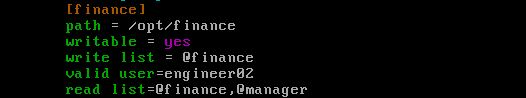 [finance]
path = /opt/finance
writable = yes
write list = @finance
valid user=engineer02
read list=@finance,@manager